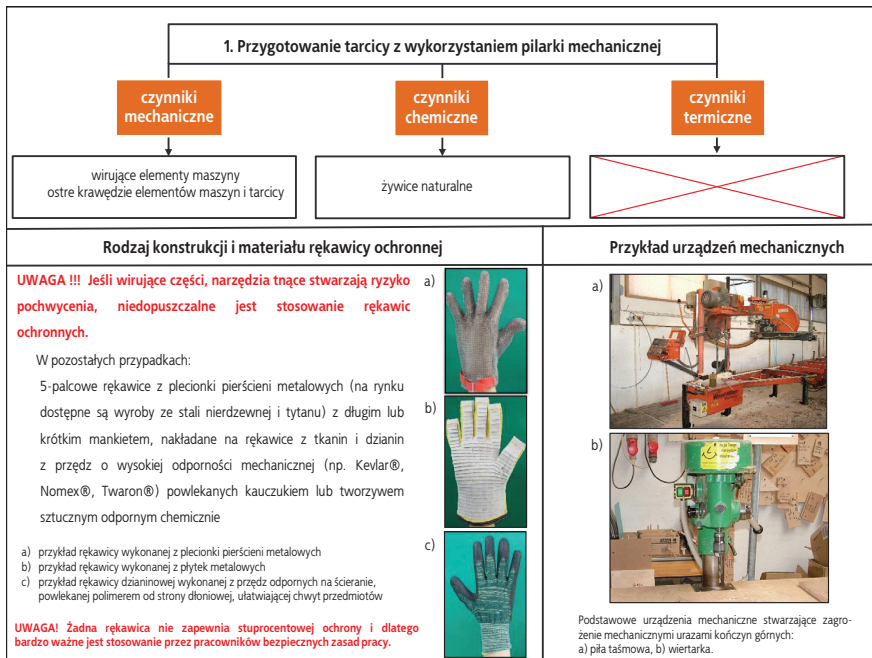 1. Przygotowanie tarcicy z wykorzystaniem pilarki mechanicznej
czynniki
mechaniczne
czynniki
chemiczne
czynniki
termiczne
wirujące elementy maszyny
ostre krawędzie elementów maszyn i tarcicy
żywice naturalne
Rodzaj konstrukcji i materiału rękawicy ochronnej
UWAGA !!! Jeśli wirujące części, narzędzia tnące stwarzają ryzyko
pochwycenia, niedopuszczalne jest stosowanie rękawic
ochronnych.
W pozostałych przypadkach:
5-palcowe rękawice z plecionki pierścieni metalowych (na rynku
dostępne są wyroby ze stali nierdzewnej i tytanu) z długim lub
krótkim mankietem, nakładane na rękawice z tkanin i dzianin
z przędz o wysokiej odporności mechanicznej (np. Kevlar®,
Nomex®, Twaron®) powlekanych kauczukiem lub tworzywem
sztucznym odpornym chemicznie
a) przykład rękawicy wykonanej z plecionki pierścieni metalowych
b) przykład rękawicy wykonanej z płytek metalowych
c) przykład rękawicy dzianinowej wykonanej z przędz odpornych na ścieranie,
powlekanej polimerem od strony dłoniowej, ułatwiającej chwyt przedmiotów
UWAGA! Żadna rękawica nie zapewnia stuprocentowej ochrony i dlatego
bardzo ważne jest stosowanie przez pracowników bezpiecznych zasad pracy.
a)
b)
c)
Przykład urządzeń mechanicznych
a)
b)
Podstawowe urządzenia mechaniczne stwarzające zagro-
żenie mechanicznymi urazami kończyn górnych:
a) piła taśmowa, b) wiertarka.